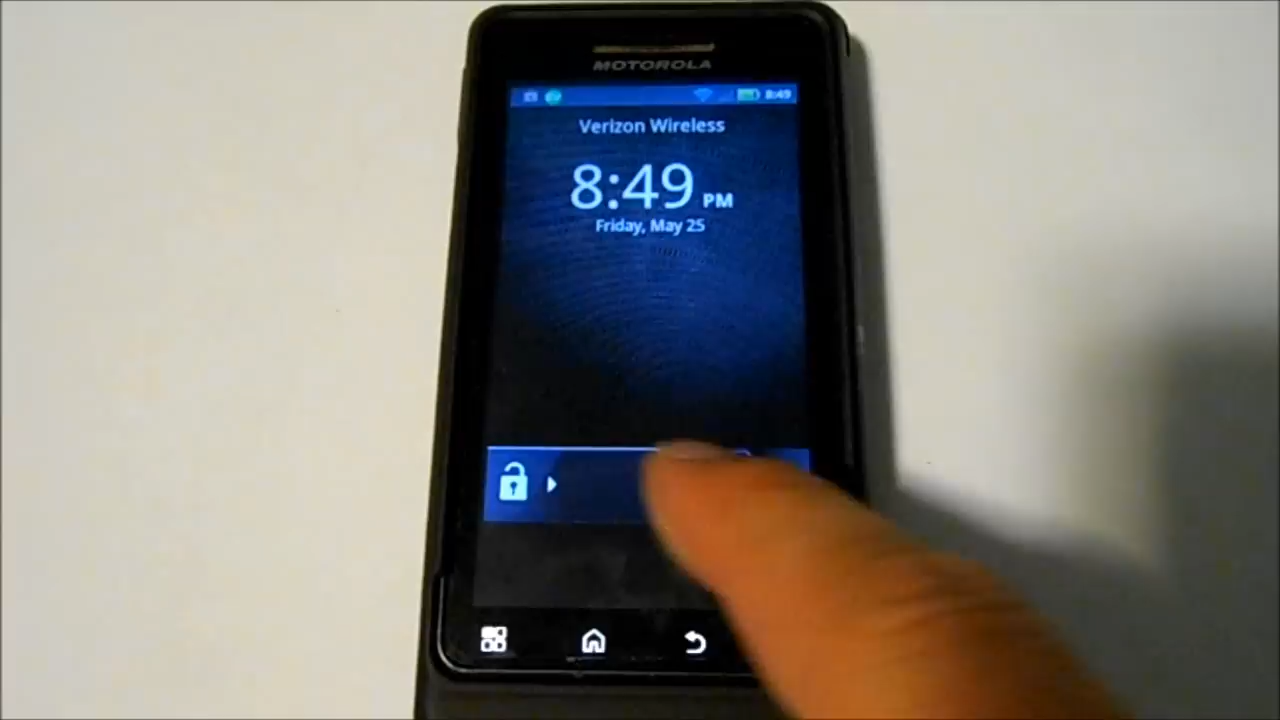 MOTOROLA
8:49
Verizon Wireless
8:49 PM
Friday, May 25